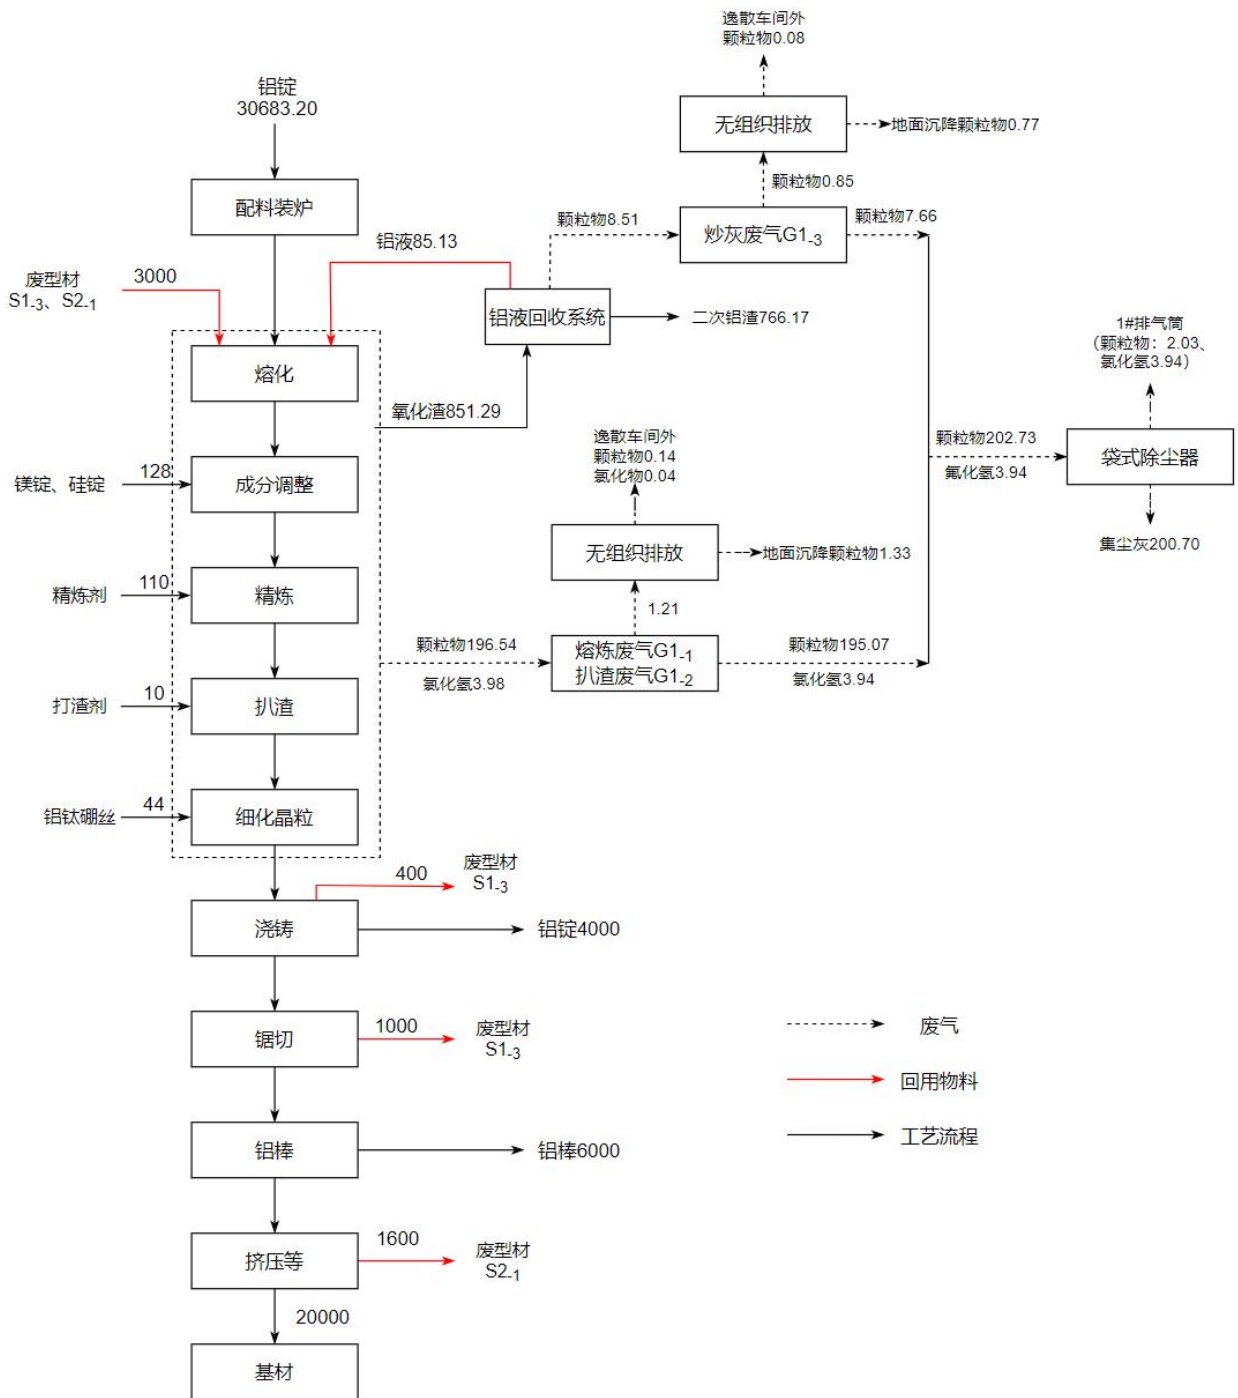 逸散车间外
颗粒物0.08
铝锭
30683.20
无组织排放
地面沉降颗粒物0.77
颗粒物0.85
配料装炉
颗粒物8.51
炒灰废气G1-3
颗粒物7.66
铝液85.13
3000
废型材
S1-3、S2-1
铝液回收系统
二次铝渣766.17
1#排气筒
(颗粒物：2.03、
氯化氢3.94)
熔化
氧化渣851.29
逸散车间外
颗粒物0.14
氯化物0.04
颗粒物202.73
氟化氢3.94
袋式除尘器
镁锭、硅锭
128
成分调整
无组织排放
地面沉降颗粒物1.33
集尘灰200.70
精炼剂
110
精炼
1.21
颗粒物196.54
氯化氢3.98
熔炼废气G1-1
扒渣废气G1-2
颗粒物195.07
氯化氢3.94
打渣剂
10
扒渣
铝钛硼丝
44
细化晶粒
400
废型材
S1-3
浇铸
铝锭4000
1000
废型材
S1-3
锯切
废气
回用物料
工艺流程
铝棒
铝棒6000
1600
废型材
S2-1
挤压等
20000
基材